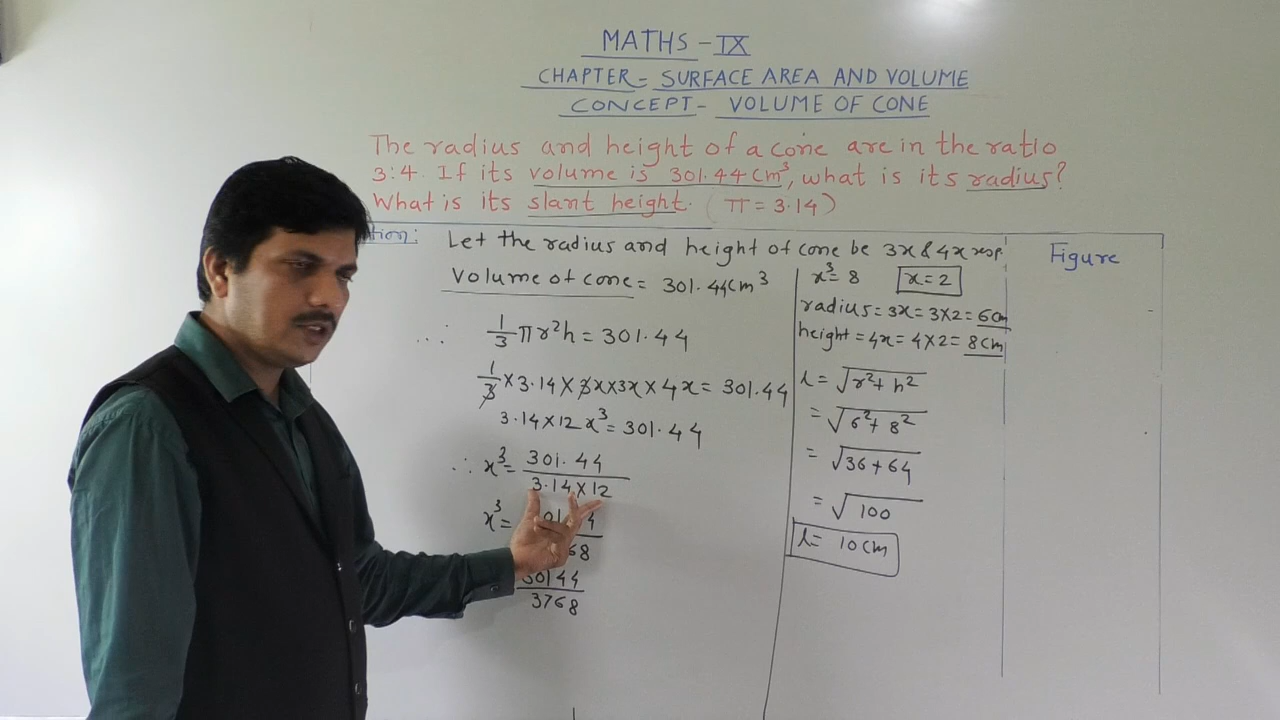 MATHS - IX
CHAPTER = SURFACE AREA AND VOLUME
CONCEPT - VOLUME OF CONE
The radius and height of a cone are in the ratio
3:4. If its volume is 301.44 cm³, what is its radius?
What is its slant height. (π = 3.14)
Let the radius and height of cone be 3x & 4x resp.
Volume of cone = 301.44 cm³
∴ 1/3 πr²h = 301.44
1/3 × 3.14 × 3x × 3x × 4x = 301.44
3.14 × 12x³ = 301.44
∴ x³ = 301.44 / 3.14 × 12
x³ =
30144 / 3768
x³ = 8 x = 2
radius = 3x = 3×2 = 6cm
height = 4x = 4×2 = 8cm
l = √r² + h²
= √6² + 8²
= √36 + 64
= √100
l = 10 cm
Figure